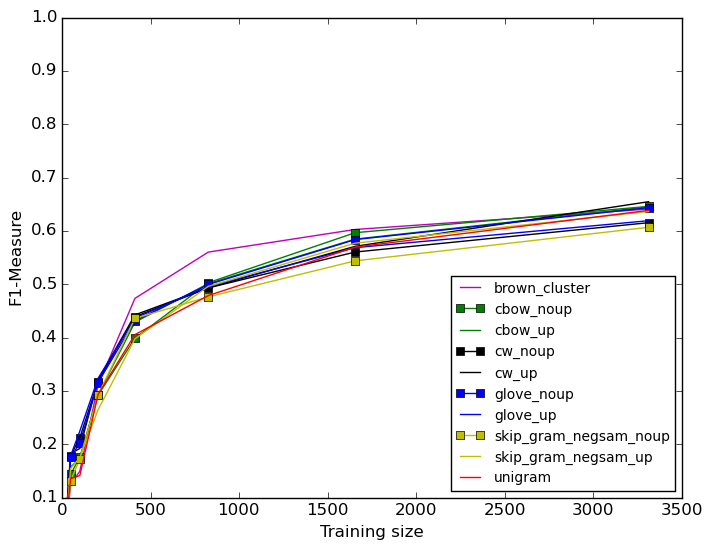 1.0
0.9
0.8
0.7
0.6
0.5
0.4
0.3
0.2
0.1
F1-Measure
brown_cluster
cbow_noup
cbow_up
cw_noup
cw_up
glove_noup
glove_up
skip_gram_negsam_noup
skip_gram_negsam_up
unigram
0 500 1000 1500 2000 2500 3000 3500
Training size